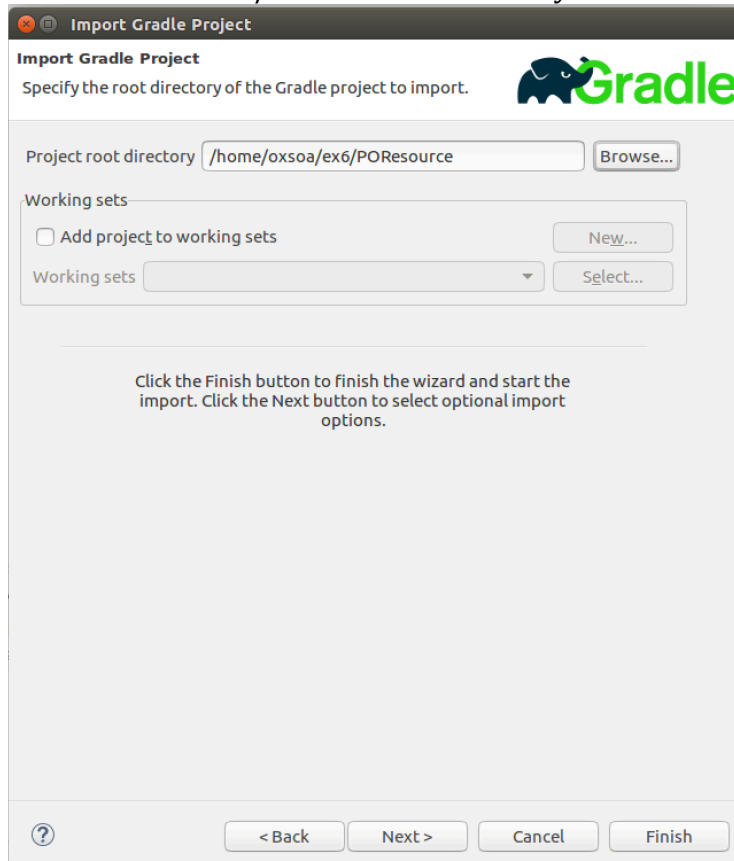 Import Gradle Project
Import Gradle Project
Specify the root directory of the Gradle project to import.
Gradle
Project root directory /home/oxsoa/ex6/POResource Browse...
Working sets
Add project to working sets New...
Working sets Select...
Click the Finish button to finish the wizard and start the
import. Click the Next button to select optional import
options.
? < Back Next > Cancel Finish